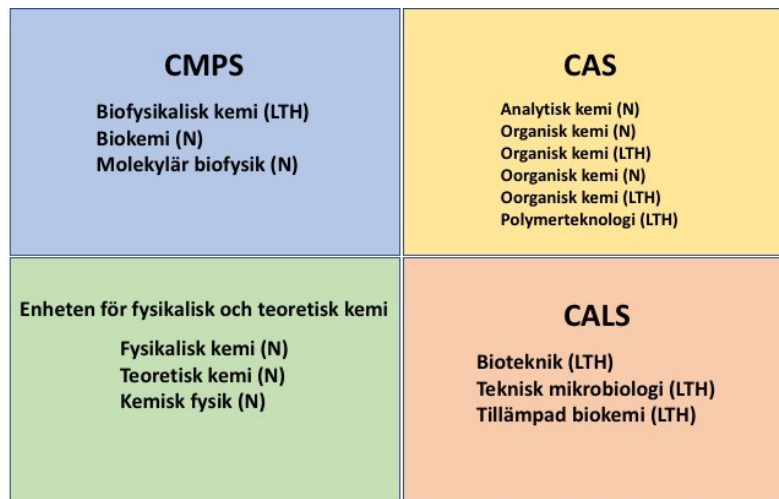 CMPS
Biofysikalisk kemi (LTH)
Biokemi (N)
Molekylär biofysik (N)
CAS
Analytisk kemi (N)
Organisk kemi (N)
Organisk kemi (LTH)
Oorganisk kemi (N)
Oorganisk kemi (LTH)
Polymerteknologi (LTH)
Enheten för fysikalisk och teoretisk kemi
Fysikalisk kemi (N)
Teoretisk kemi (N)
Kemisk fysik (N)
CALS
Bioteknik (LTH)
Teknisk mikrobiologi (LTH)
Tillämpad biokemi (LTH)